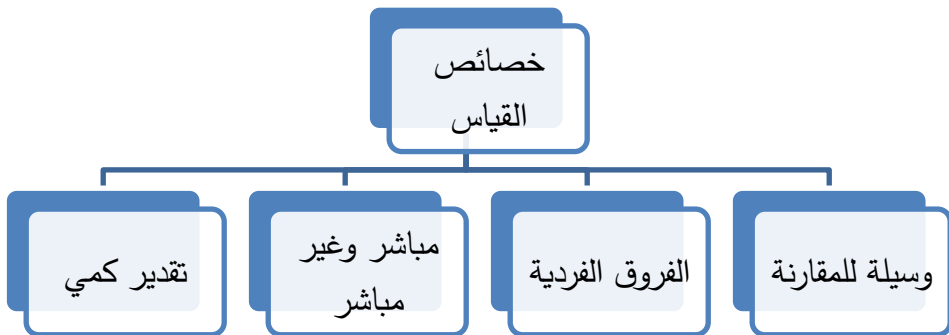 خصائص
القياس
وسيلة للمقارنة
الفروق الفردية
مباشر وغير
مباشر
تقدير كمي